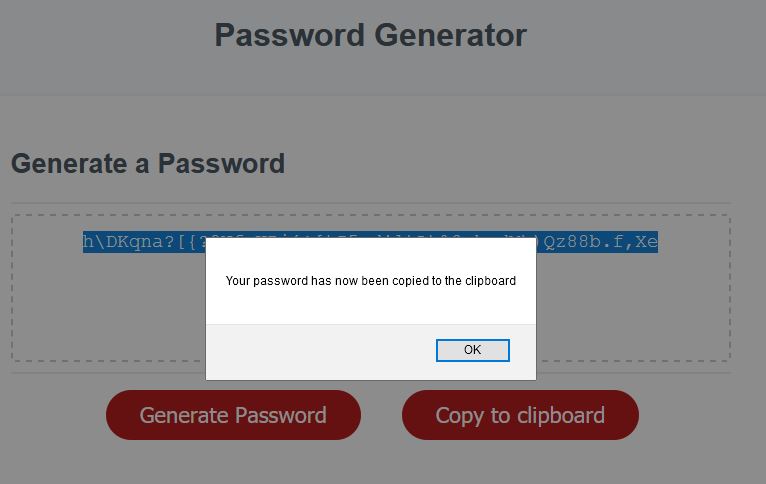 Password Generator
Generate a Password
h\DKqna?[{? )Qz88b.f,Xe
Your password has now been copied to the clipboard
OK
Generate Password Copy to clipboard